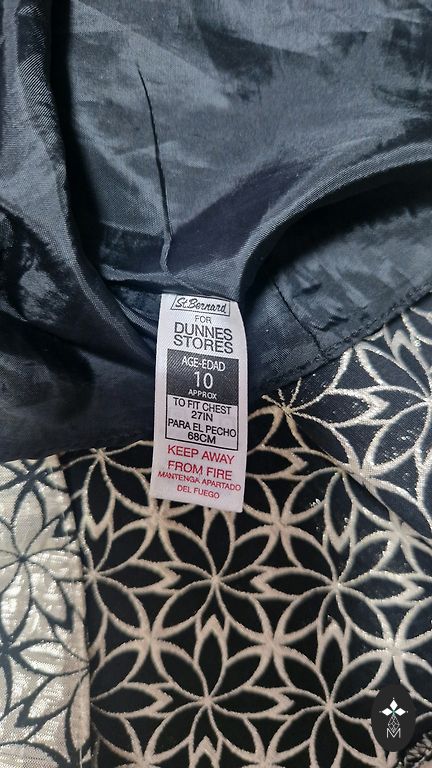 St. Bernard
FOR
DUNNES
STORES
AGE-EDAD
10
APPROX
TO FIT CHEST
27IN
PARA EL PECHO
68CM
KEEP AWAY
FROM FIRE
MANTENGA APARTADO
DEL FUEGO
M